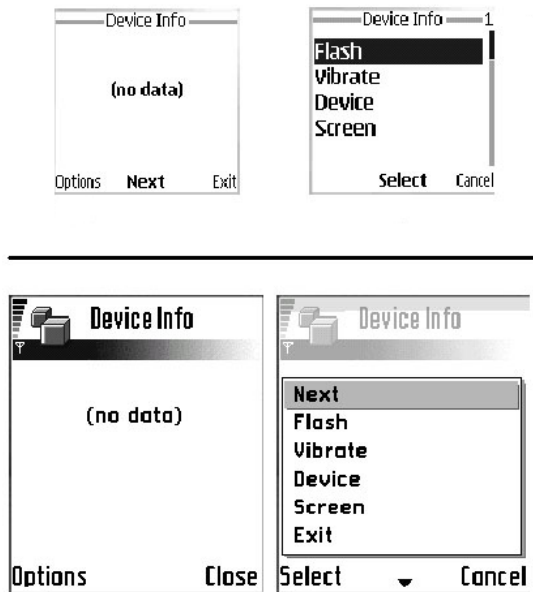 Device Info
(no data)
Options Next Exit
Device Info 1
Flash
Vibrate
Device
Screen
Select Cancel
Device Info
(no data)
Options Close
Device Info
Next
Flash
Vibrate
Device
Screen
Exit
Select Cancel